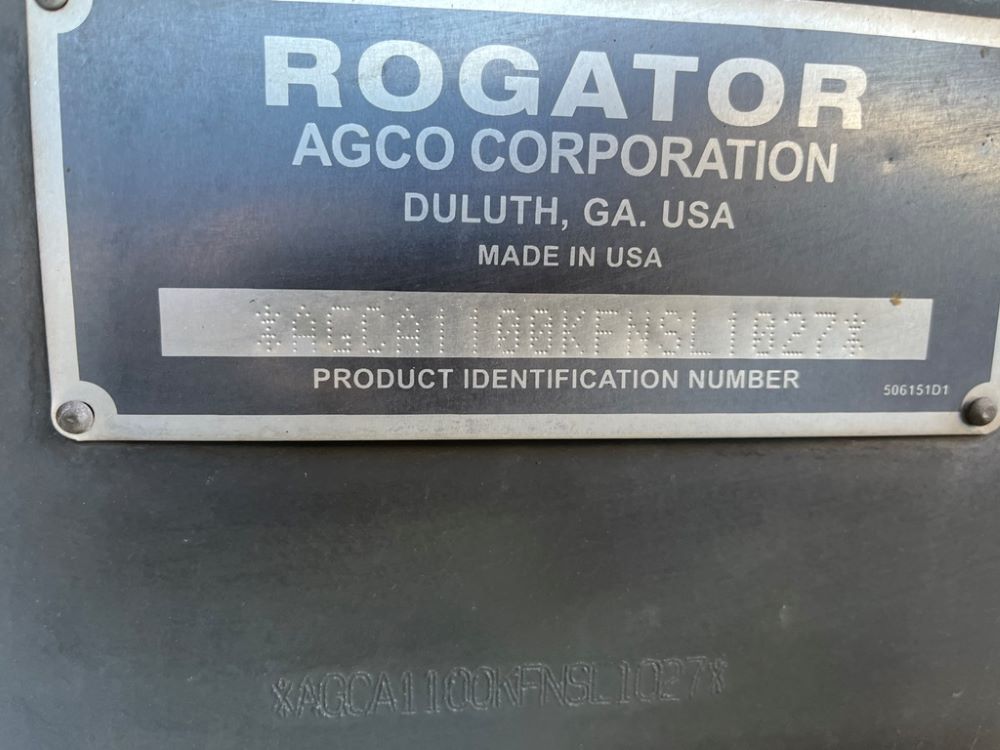 ROGATOR
AGCO CORPORATION
DULUTH, GA. USA
MADE IN USA
*AGCA1100KFNSL1027*
PRODUCT IDENTIFICATION NUMBER
506151D1
*AGCA1100KFNSL1027*